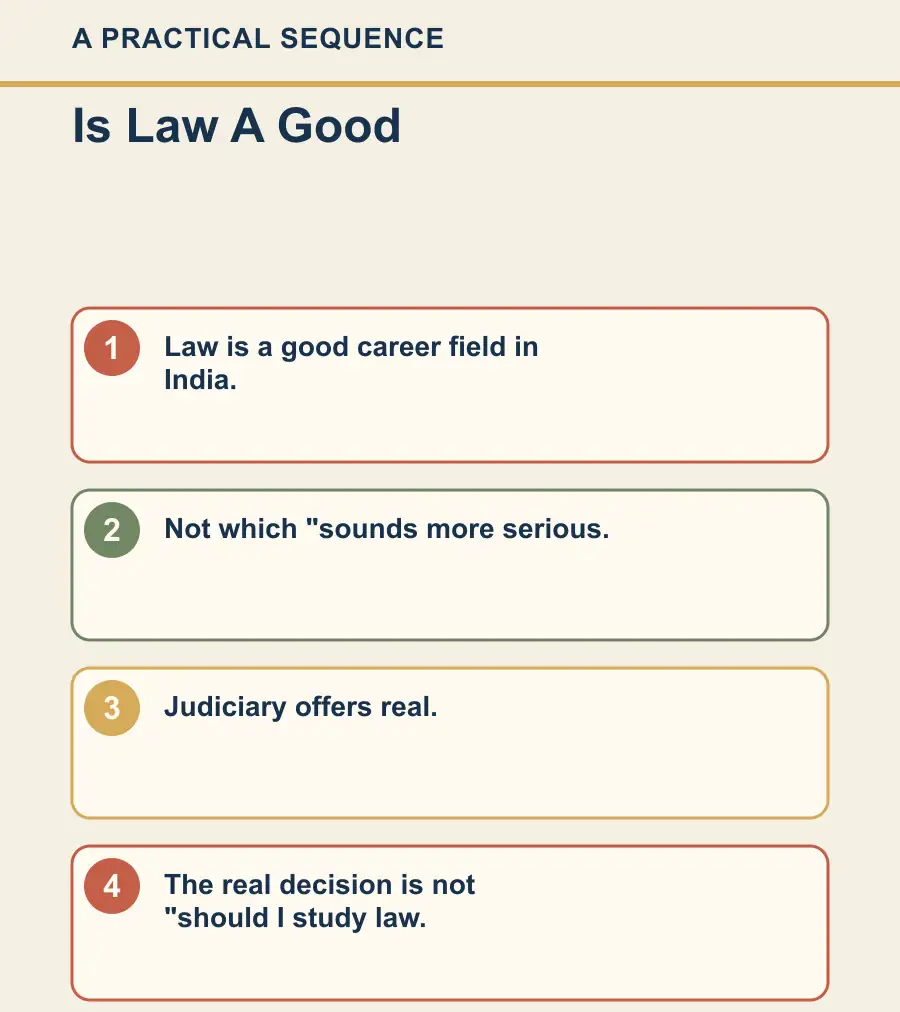 A PRACTICAL SEQUENCE
Is Law A Good
1
Law is a good career field in
India.
2
Not which "sounds more serious.
3
Judiciary offers real.
4
The real decision is not
"should I study law.